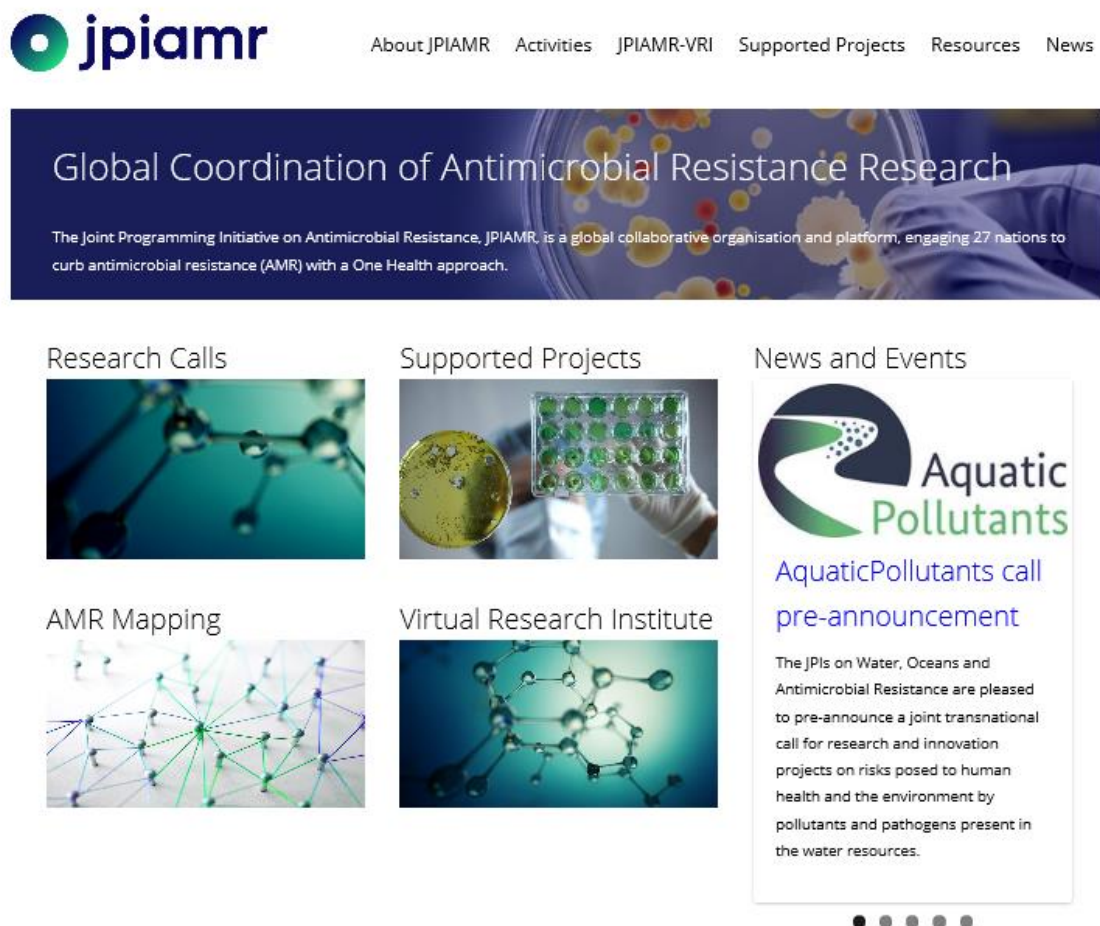 jpiamr
About JPIAMR Activities JPIAMR-VRI Supported Projects Resources News
Global Coordination of Antimicrobial Resistance Research
The Joint Programming Initiative on Antimicrobial Resistance, JPIAMR, is a global collaborative organisation and platform, engaging 27 nations to
curb antimicrobial resistance (AMR) with a One Health approach.
Research Calls
Supported Projects
News and Events
Aquatic
Pollutants
AquaticPollutants call
pre-announcement
The JPIs on Water, Oceans and
Antimicrobial Resistance are pleased
to pre-announce a joint transnational
call for research and innovation
projects on risks posed to human
health and the environment by
pollutants and pathogens present in
the water resources.
AMR Mapping
Virtual Research Institute